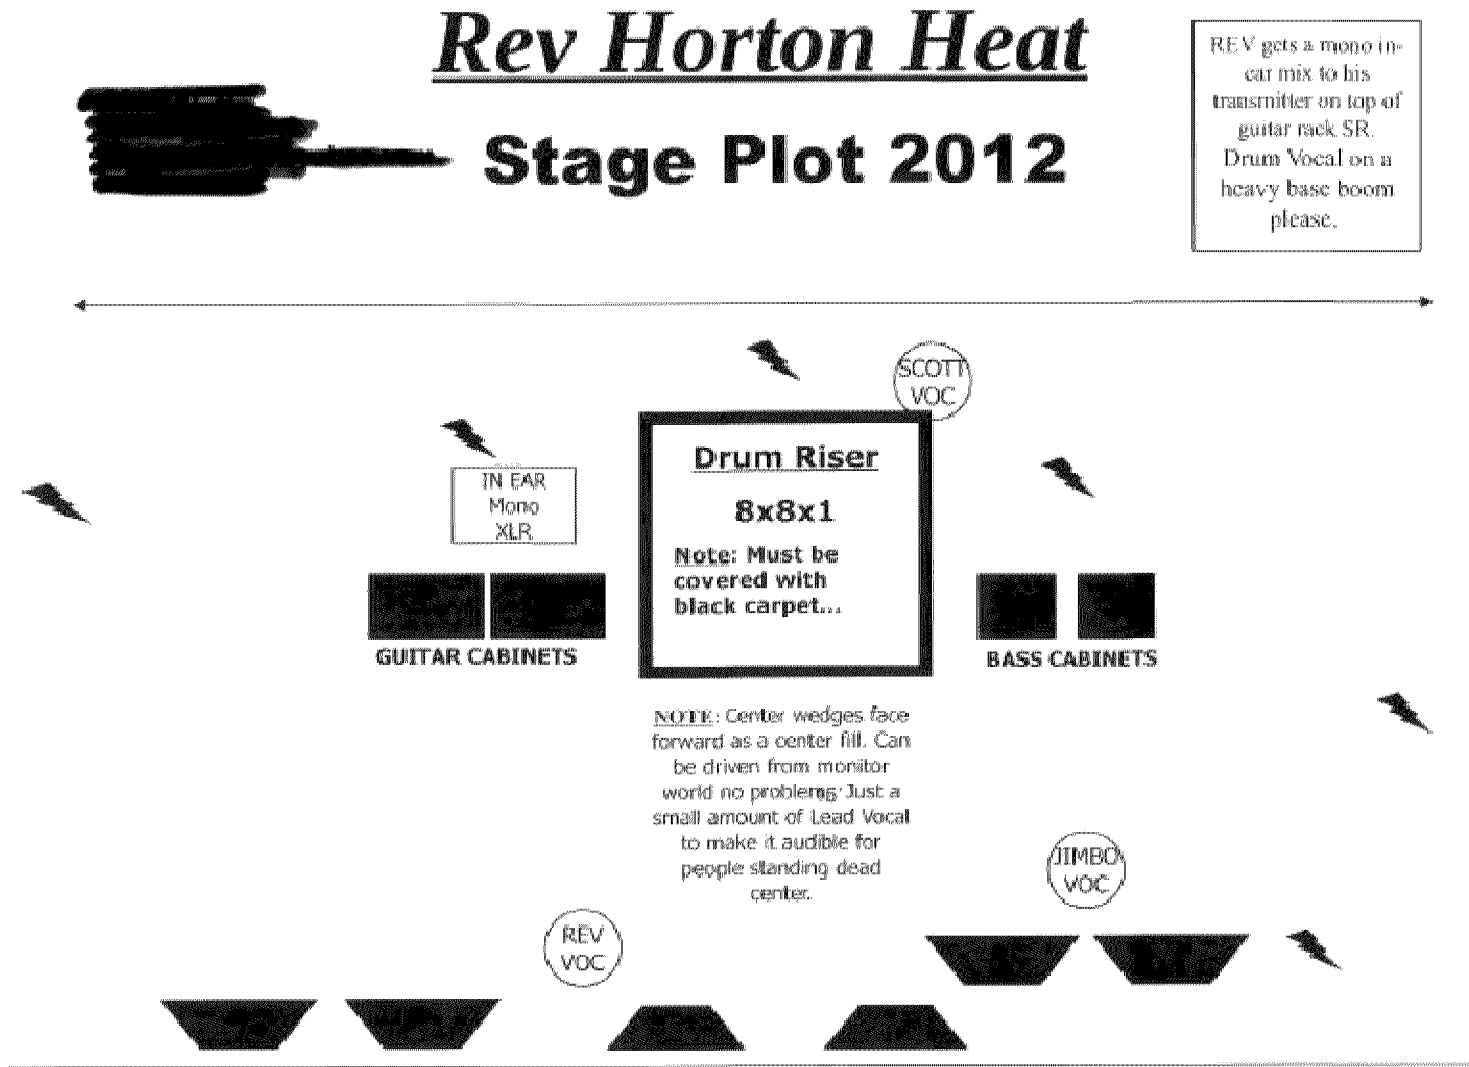 Rev Horton Heat
Stage Plot 2012
REV gets a mono in-
ear mix to his
transmitter on top of
guitar rack SR.
Drum Vocal on a
heavy base boom
please.
SCOTT
VOC
IN EAR
Mono
XLR
Drum Riser
8x8x1
Note: Must be
covered with
black carpet...
GUITAR CABINETS
BASS CABINETS
NOTE: Center wedges face
forward as a center fill. Can
be driven from monitor
world no problem. Just a
small amount of Lead Vocal
to make it audible for
people standing dead
center.
JIMBO
VOC
REV
VOC